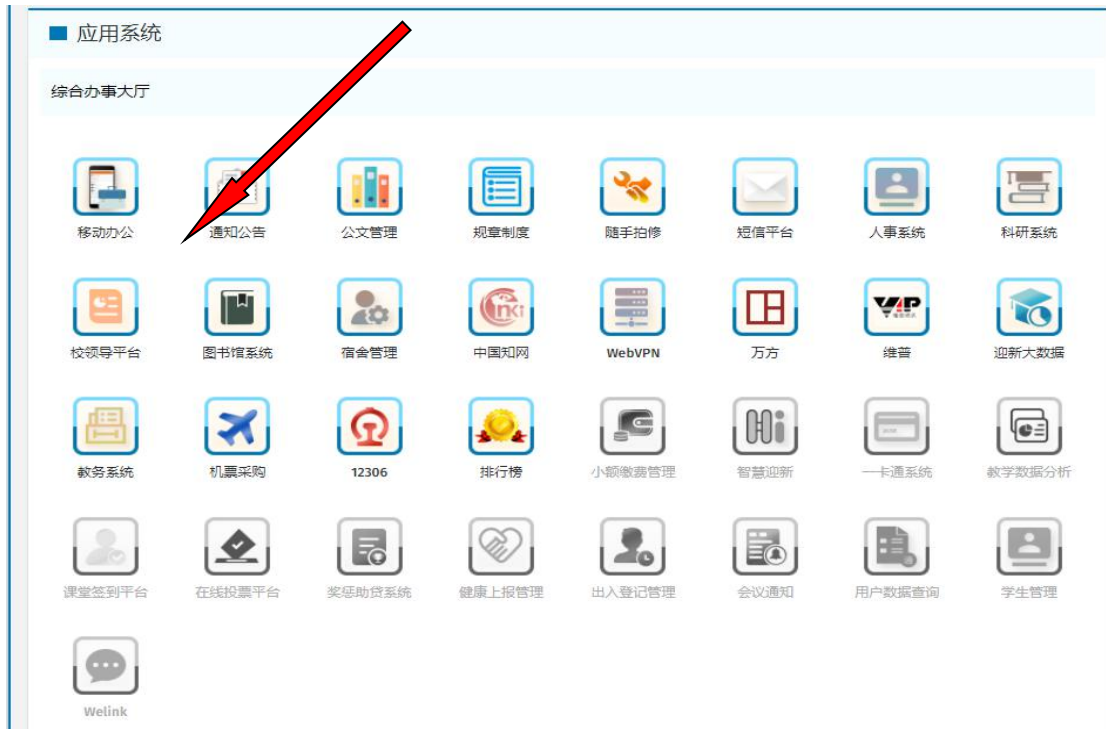 应用系统
综合办事大厅
移动办公 通知公告 公文管理 规章制度 随手拍修 短信平台 人事系统 科研系统
校领导平台 图书馆系统 宿舍管理 中国知网 WebVPN 万方 维普 迎新大数据
教务系统 机票采购 12306 排行榜 小额缴费管理 智慧迎新 一卡通系统 教学数据分析
课堂签到平台 在线投票平台 奖惩助贷系统 健康上报管理 出入登记管理 会议通知 用户数据查询 学生管理
Welink